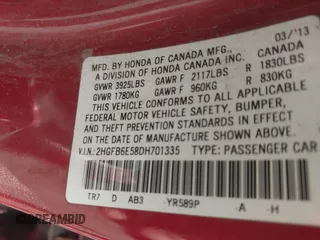 MFD. BY HONDA OF CANADA MFG., 03/'13
A DIVISION OF HONDA CANADA INC. CANADA
GVWR 3925LBS GAWR F 2117LBS R 1830LBS
GVWR 1780KG GAWR F 960KG R 830KG
THIS VEHICLE CONFORMS TO ALL APPLICABLE
FEDERAL MOTOR VEHICLE SAFETY, BUMPER,
AND THEFT PREVENTION STANDARDS IN EFFECT ON THE
DATE OF MANUFACTURE SHOWN ABOVE.
V.I.N: 2HGFB6E58DH701335 TYPE: PASSENGER CAR
TR7 D AB3 YR589P A H
DREAMBID